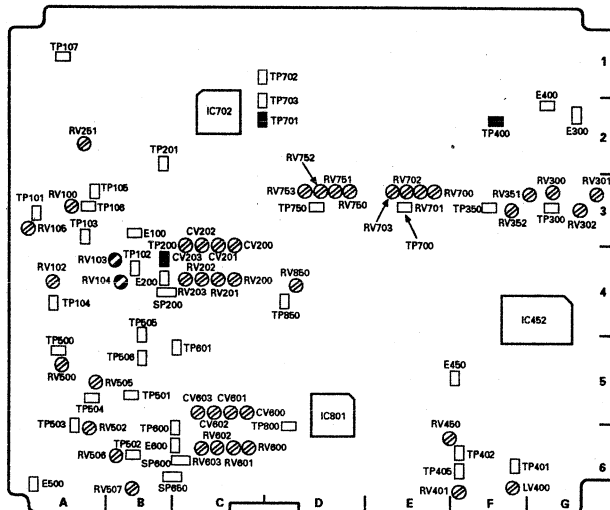 TP107
1
TP702
IC702
TP703
E400
TP701
TP400
E300
2
RV251
TP201
RV752
RV751
RV702
RV300
RV301
RV753
RV750
RV700
RV351
TP105
RV100
TP106
TP101
TP750
RV701
TP350
TP300
3
RV105
TP103
RV703
RV352
RV302
E100
CV202
TP700
TP200
CV200
RV103
TP102
CV203
CV201
RV102
RV104
E200
RV202
RV200
RV850
RV203
RV201
4
TP104
SP200
TP850
IC452
TP505
TP500
TP506
TP601
RV500
E450
5
RV505
TP501
CV603
CV601
TP504
CV600
IC801
TP503
RV502
TP600
CV602
TP800
RV450
RV602
E600
TP502
RV600
TP402
RV506
SP600
RV603
RV601
TP405
TP401
6
E500
SP650
RV507
RV401
LV400
A
B
C
D
E
F
G